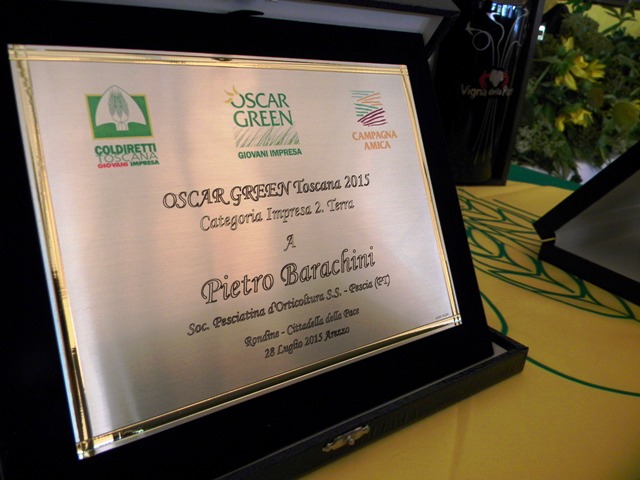 COLDIRETTI
TOSCANA
GIOVANI IMPRESA
OSCAR
GREEN
GIOVANI IMPRESA
CAMPAGNA
AMICA
OSCAR GREEN Toscana 2015
Categoria Impresa 2. Terra
A
Pietro Barachini
Soc. Pesciatina d'Orticoltura S.S. - Pescia (PT)
Rondine - Cittadella della Pace
28 Luglio 2015 Arezzo
Vigna